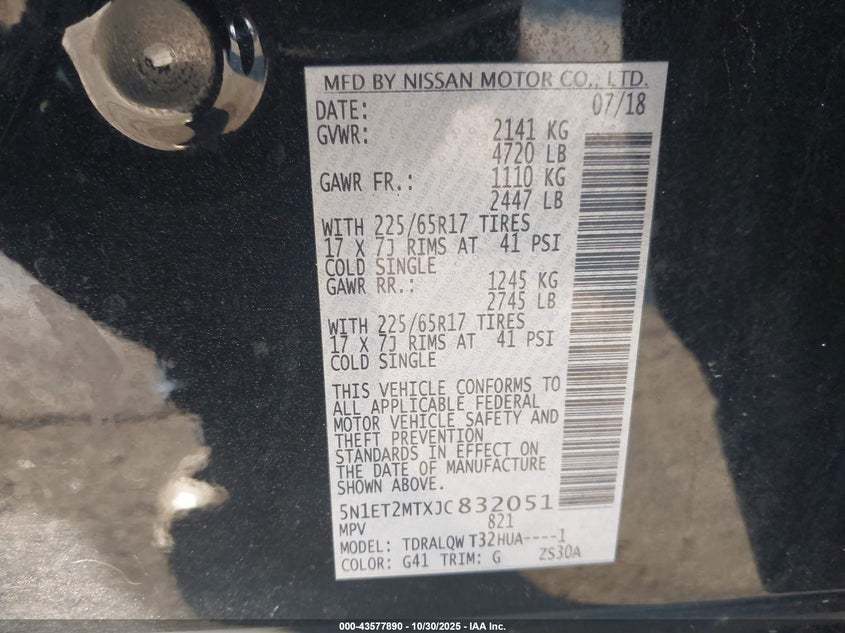 MFD BY NISSAN MOTOR CO., LTD.
DATE: 07/18
GVWR: 2141 KG
4720 LB
GAWR FR.: 1110 KG
2447 LB
WITH 225/65R17 TIRES
17 X 7J RIMS AT 41 PSI
COLD SINGLE
GAWR RR.: 1245 KG
2745 LB
WITH 225/65R17 TIRES
17 X 7J RIMS AT 41 PSI
COLD SINGLE
THIS VEHICLE CONFORMS TO
ALL APPLICABLE FEDERAL
MOTOR VEHICLE SAFETY AND
THEFT PREVENTION
STANDARDS IN EFFECT ON
THE DATE OF MANUFACTURE
SHOWN ABOVE.
5N1ET2MTXJC832051
MPV 821
MODEL: TDRALQW T32HUA----1
COLOR: G41 TRIM: G ZS30A
000-43577890 - 10/30/2025 - IAA Inc.